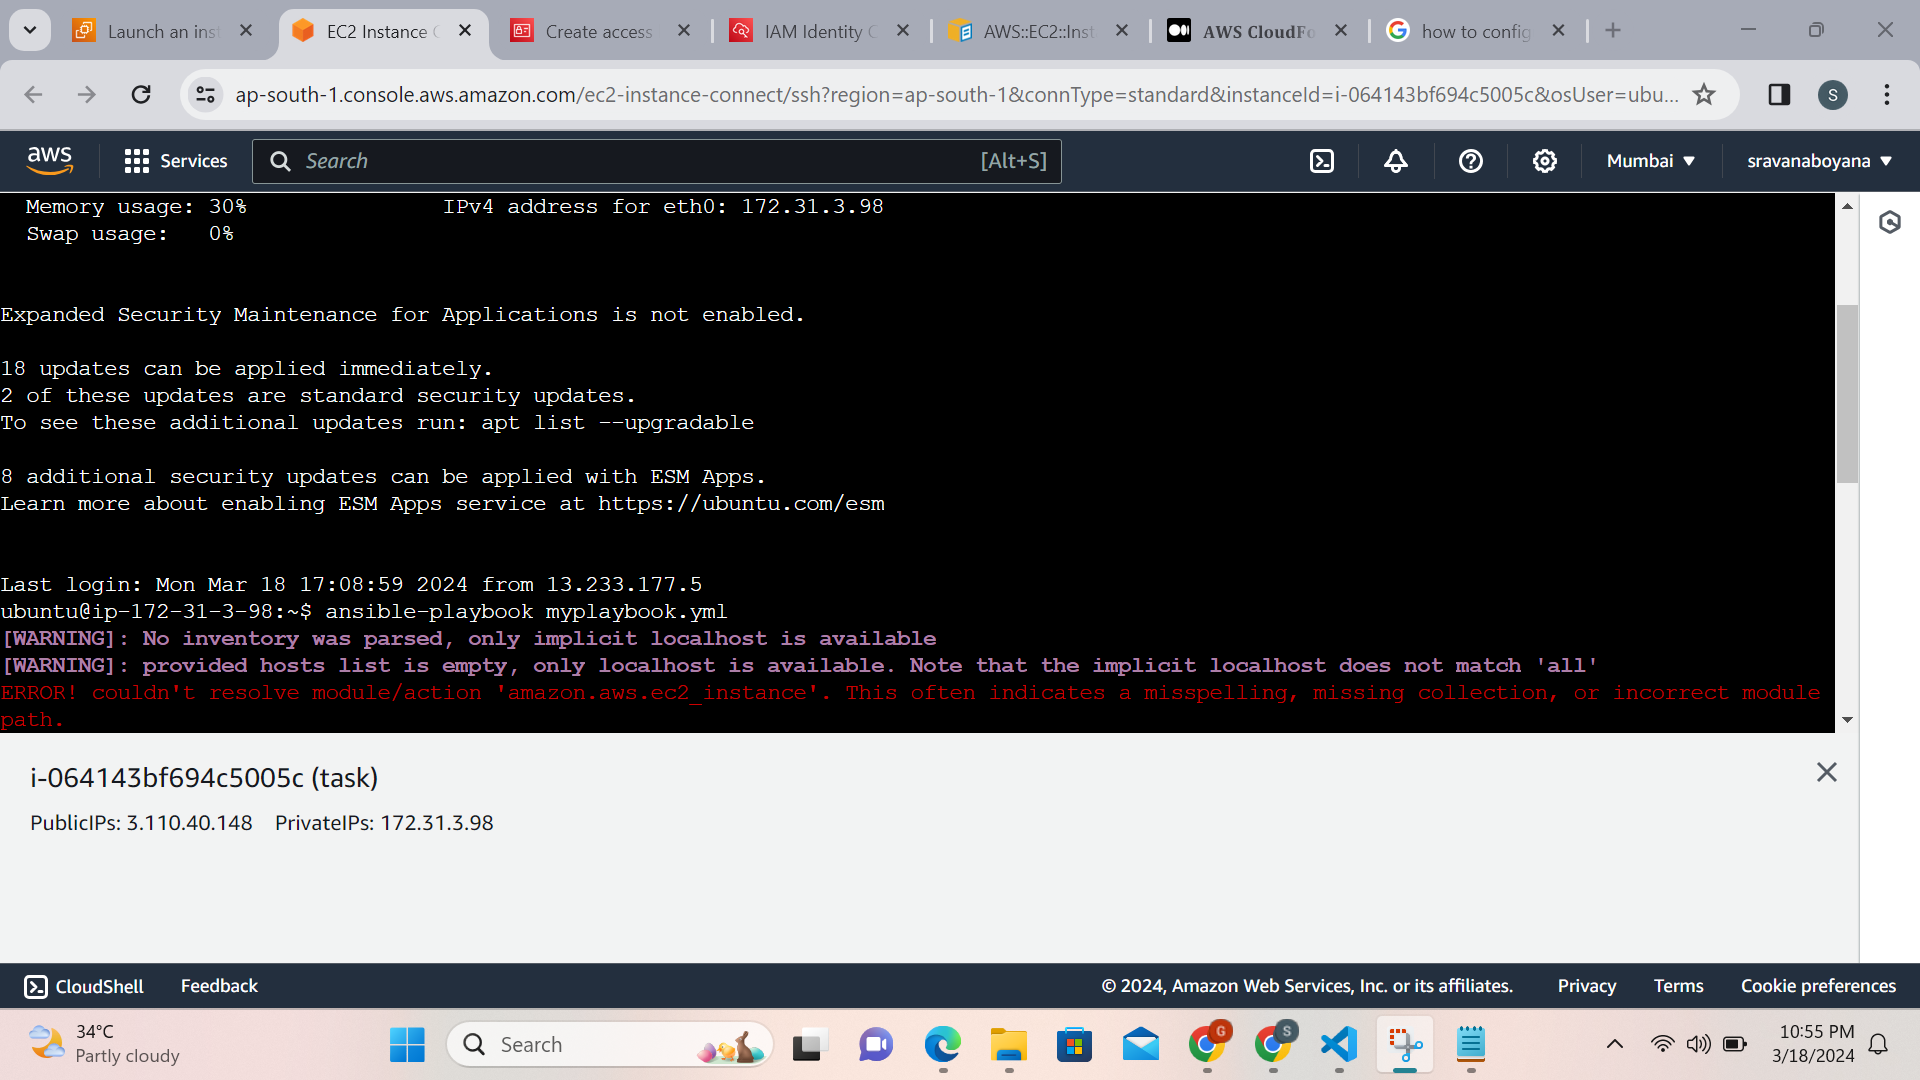 Launch an inst
EC2 Instance C
Create access
IAM Identity C
AWS::EC2::Inst
AWS CloudFo
how to config
ap-south-1.console.aws.amazon.com/ec2-instance-connect/ssh?region=ap-south-1&connType=standard&instanceId=i-064143bf694c5005c&osUser=ubu...
S
aws
Services
Search
[Alt+S]
Mumbai
sravanaboyana
Memory usage: 30% IPv4 address for eth0: 172.31.3.98
Swap usage: 0%
Expanded Security Maintenance for Applications is not enabled.
18 updates can be applied immediately.
2 of these updates are standard security updates.
To see these additional updates run: apt list --upgradable
8 additional security updates can be applied with ESM Apps.
Learn more about enabling ESM Apps service at https://ubuntu.com/esm
Last login: Mon Mar 18 17:08:59 2024 from 13.233.177.5
ubuntu@ip-172-31-3-98:~$ ansible-playbook myplaybook.yml
[WARNING]: No inventory was parsed, only implicit localhost is available
[WARNING]: provided hosts list is empty, only localhost is available. Note that the implicit localhost does not match 'all'
ERROR! couldn't resolve module/action 'amazon.aws.ec2_instance'. This often indicates a misspelling, missing collection, or incorrect module
path.
i-064143bf694c5005c (task)
PublicIPs: 3.110.40.148 PrivateIPs: 172.31.3.98
CloudShell
Feedback
© 2024, Amazon Web Services, Inc. or its affiliates.
Privacy
Terms
Cookie preferences
34°C
Partly cloudy
Search
G
S
10:55 PM
3/18/2024